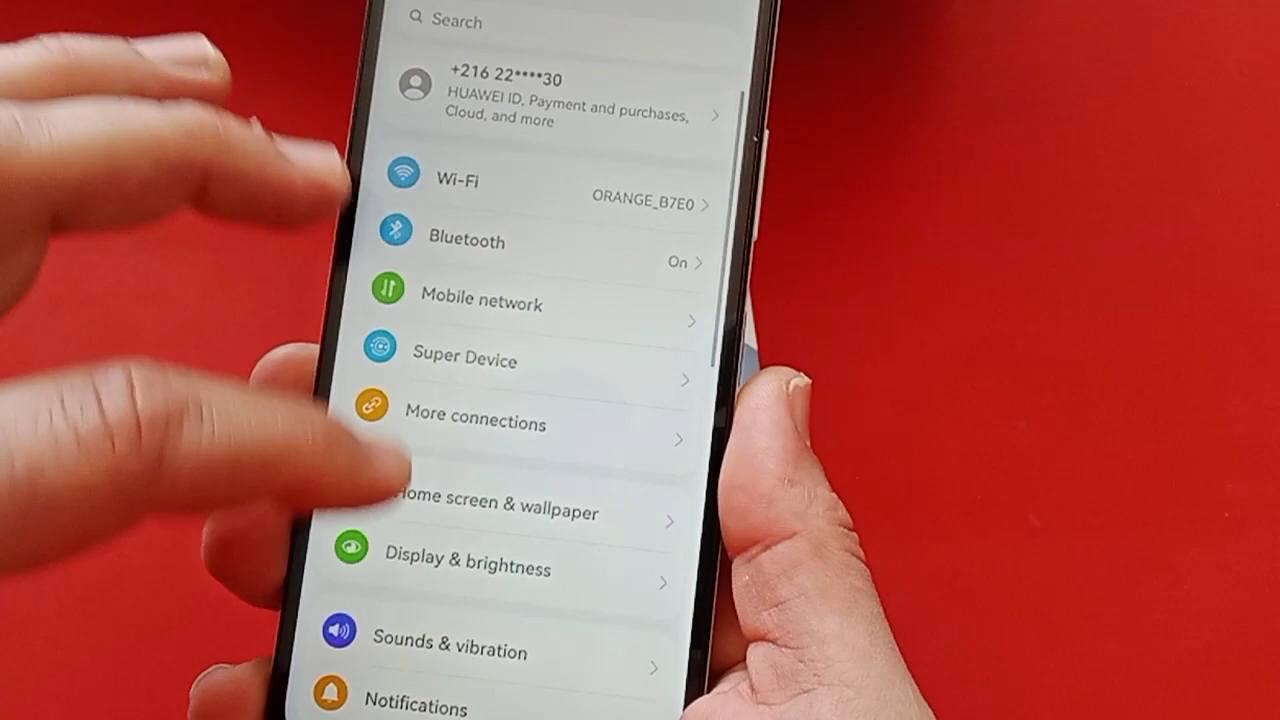 Search
+216 22****30
HUAWEI ID, Payment and purchases,
Cloud, and more
Wi-Fi
ORANGE_B7E0
Bluetooth
On
Mobile network
Super Device
More connections
Home screen & wallpaper
Display & brightness
Sounds & vibration
Notifications